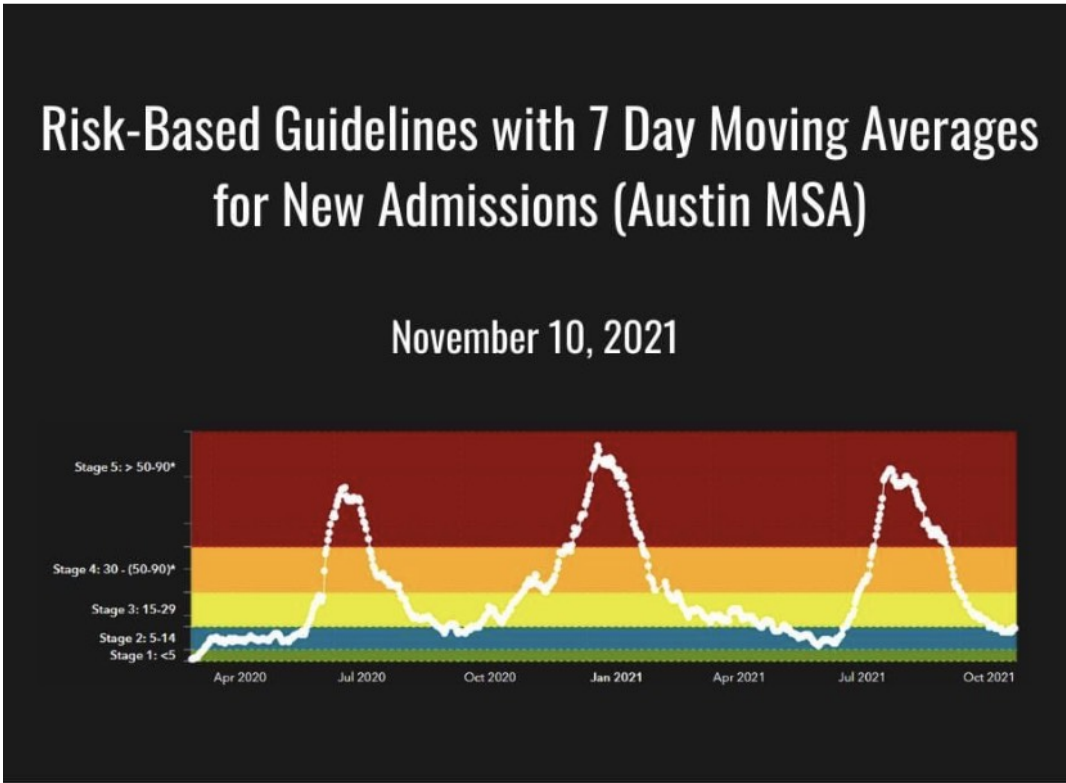 Risk-Based Guidelines with 7 Day Moving Averages
for New Admissions (Austin MSA)
November 10, 2021
Stage 5: > 50-90*
Stage 4: 30 - (50-90)*
Stage 3: 15-29
Stage 2: 5-14
Stage 1: <5
Apr 2020 Jul 2020 Oct 2020 Jan 2021 Apr 2021 Jul 2021 Oct 2021